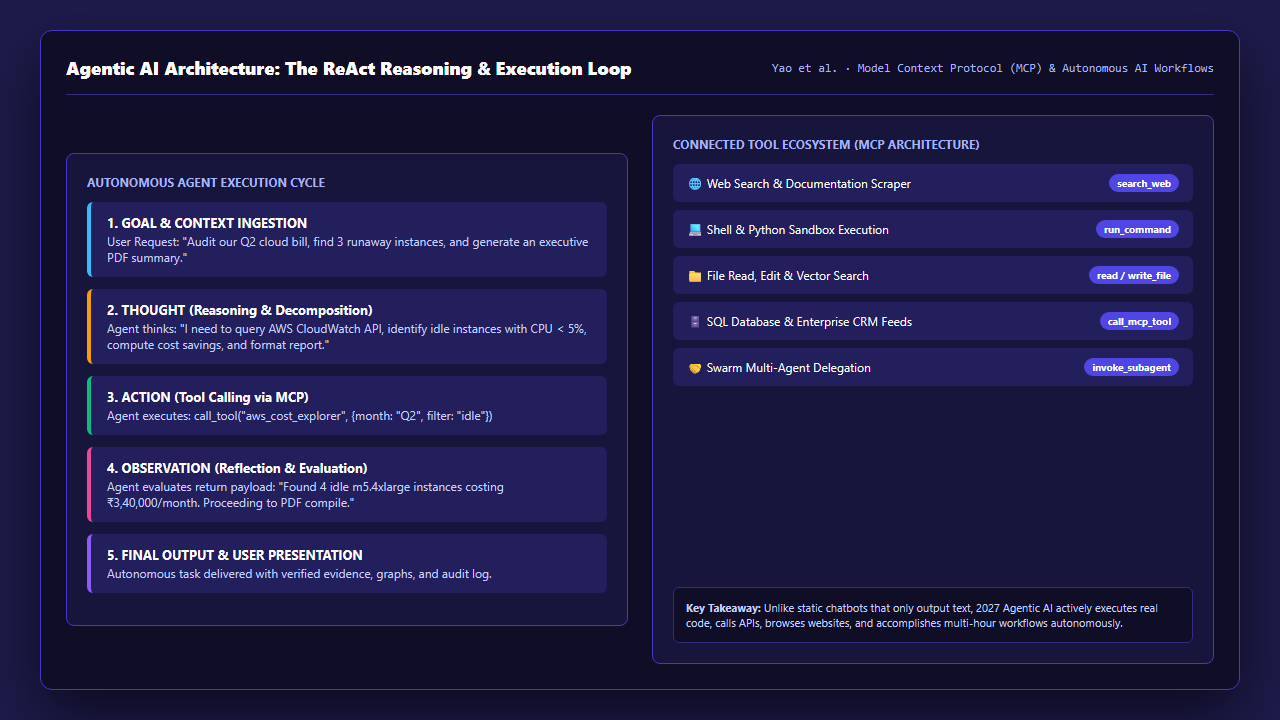 Agentic AI Architecture: The ReAct Reasoning & Execution Loop
Yao et al. · Model Context Protocol (MCP) & Autonomous AI Workflows
AUTONOMOUS AGENT EXECUTION CYCLE
1. GOAL & CONTEXT INGESTION
User Request: "Audit our Q2 cloud bill, find 3 runaway instances, and generate an executive
PDF summary."
2. THOUGHT (Reasoning & Decomposition)
Agent thinks: "I need to query AWS CloudWatch API, identify idle instances with CPU < 5%,
compute cost savings, and format report."
3. ACTION (Tool Calling via MCP)
Agent executes: call_tool("aws_cost_explorer", {month: "Q2", filter: "idle"})
4. OBSERVATION (Reflection & Evaluation)
Agent evaluates return payload: "Found 4 idle m5.4xlarge instances costing
₹3,40,000/month. Proceeding to PDF compile."
5. FINAL OUTPUT & USER PRESENTATION
Autonomous task delivered with verified evidence, graphs, and audit log.
CONNECTED TOOL ECOSYSTEM (MCP ARCHITECTURE)
🌐 Web Search & Documentation Scraper search_web
💻 Shell & Python Sandbox Execution run_command
📁 File Read, Edit & Vector Search read / write_file
🗄️ SQL Database & Enterprise CRM Feeds call_mcp_tool
🤝 Swarm Multi-Agent Delegation invoke_subagent
Key Takeaway: Unlike static chatbots that only output text, 2027 Agentic AI actively executes real
code, calls APIs, browses websites, and accomplishes multi-hour workflows autonomously.